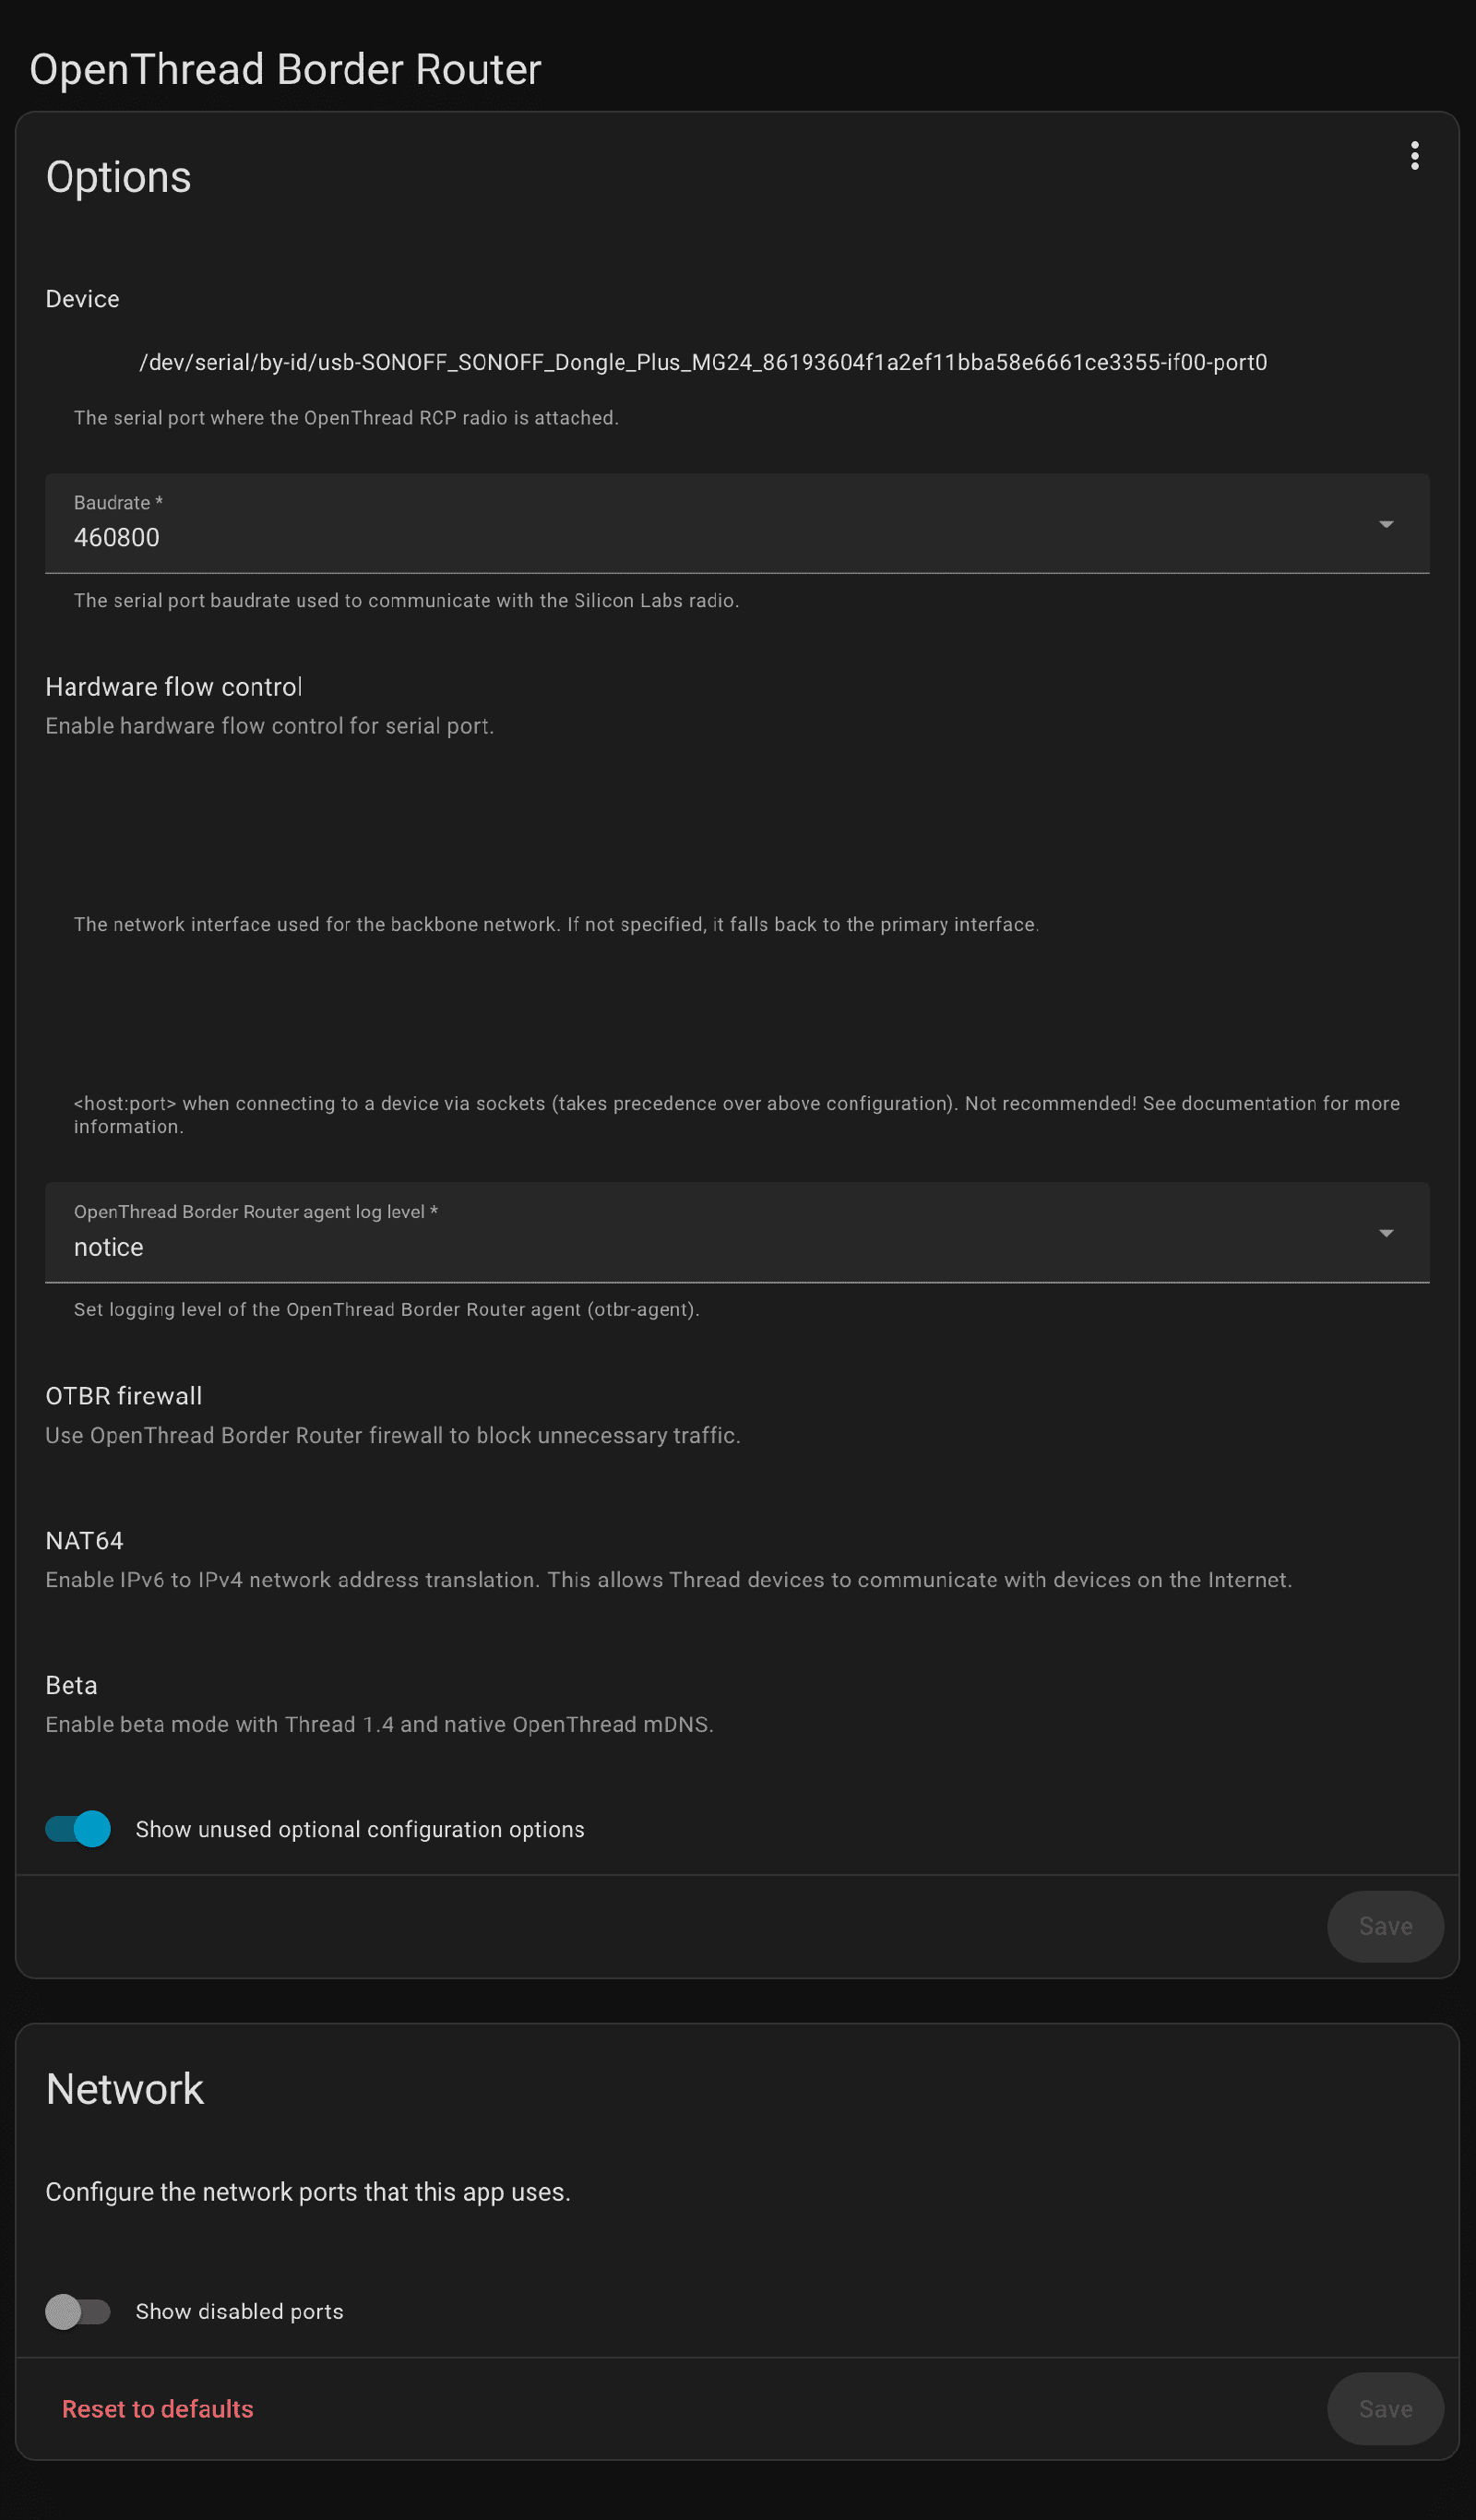 OpenThread Border Router
Options
Device
/dev/serial/by-id/usb-SONOFF_SONOFF_Dongle_Plus_MG24_86193604f1a2ef11bba58e6661ce3355-if00-port0
The serial port where the OpenThread RCP radio is attached.
Baudrate *
460800
The serial port baudrate used to communicate with the Silicon Labs radio.
Hardware flow control
Enable hardware flow control for serial port.
The network interface used for the backbone network. If not specified, it falls back to the primary interface.
<host:port> when connecting to a device via sockets (takes precedence over above configuration). Not recommended! See documentation for more
information.
OpenThread Border Router agent log level *
notice
Set logging level of the OpenThread Border Router agent (otbr-agent).
OTBR firewall
Use OpenThread Border Router firewall to block unnecessary traffic.
NAT64
Enable IPv6 to IPv4 network address translation. This allows Thread devices to communicate with devices on the Internet.
Beta
Enable beta mode with Thread 1.4 and native OpenThread mDNS.
Show unused optional configuration options
Save
Network
Configure the network ports that this app uses.
Show disabled ports
Reset to defaults
Save